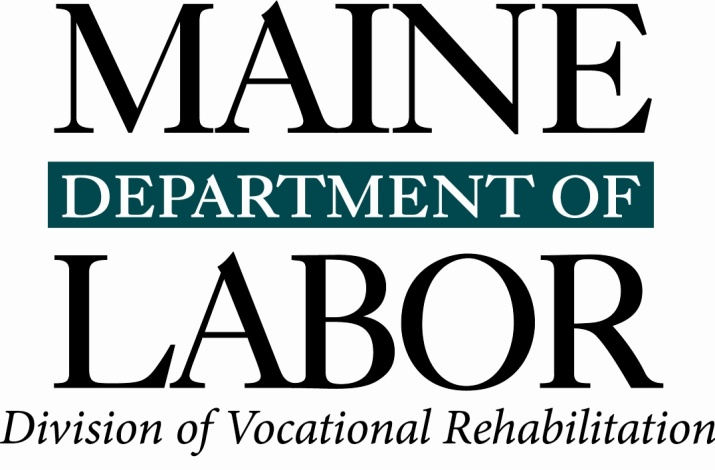 MAINE
DEPARTMENT OF
LABOR
Division of Vocational Rehabilitation